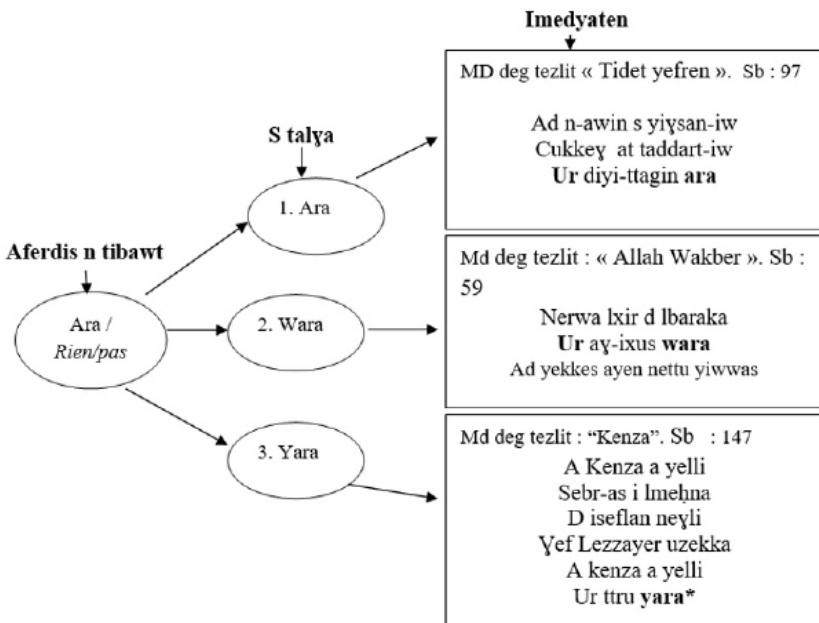 Imedyaten
MD deg tezlit « Tidet yefren ». Sb : 97
Ad n-awin s yiɣsan-iw
Cukkeɣ at taddart-iw
Ur diyi-ttagin ara
S talɣa
1. Ara
Aferdis n tibawt
Ara /
Rien/pas
2. Wara
Md deg tezlit : « Allah Wakber ». Sb :
59
Nerwa lxir d lbaraka
Ur aɣ-ixus wara
Ad yekkes ayen nettu yiwwas
3. Yara
Md deg tezlit : “Kenza”. Sb : 147
A Kenza a yelli
Sebr-as i lmeḥna
D iseflan neɣli
Ɣef Lezzayer uzekka
A kenza a yelli
Ur ttru yara*